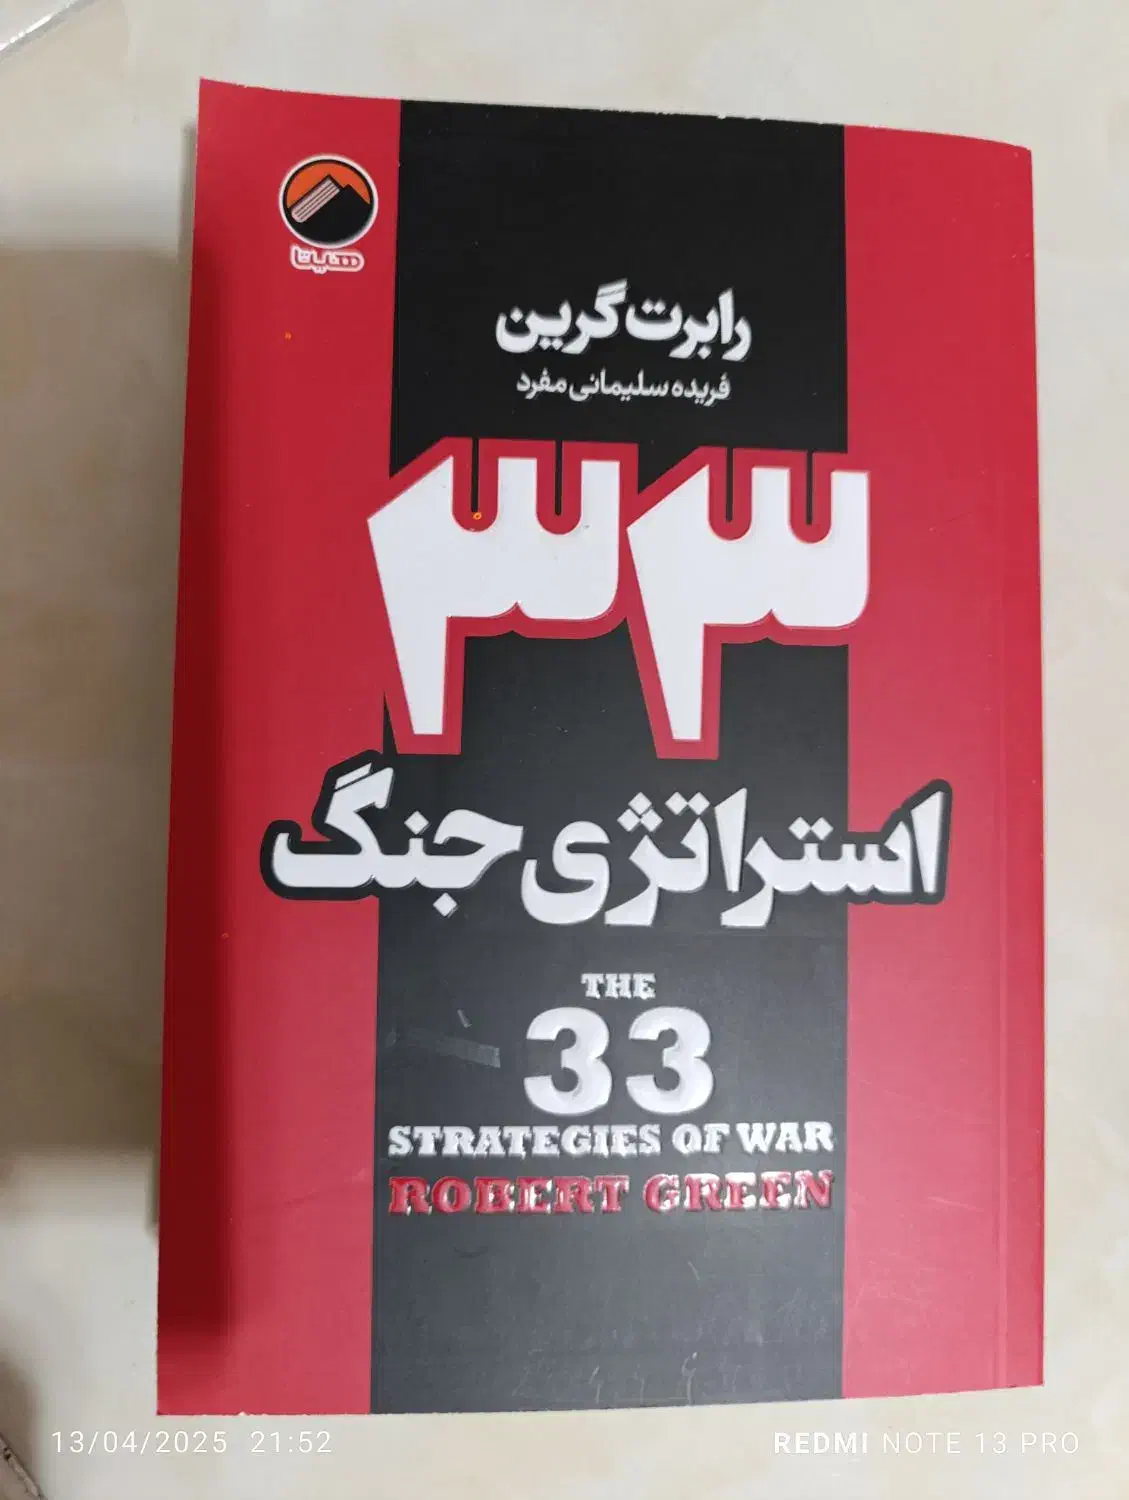 هیتا
رابرت گرین
فریده سلیمانی مفرد
۳۳
استراتژی جنگ
THE
33
STRATEGIES OF WAR
ROBERT GREEN
13/04/2025 21:52
REDMI NOTE 13 PRO